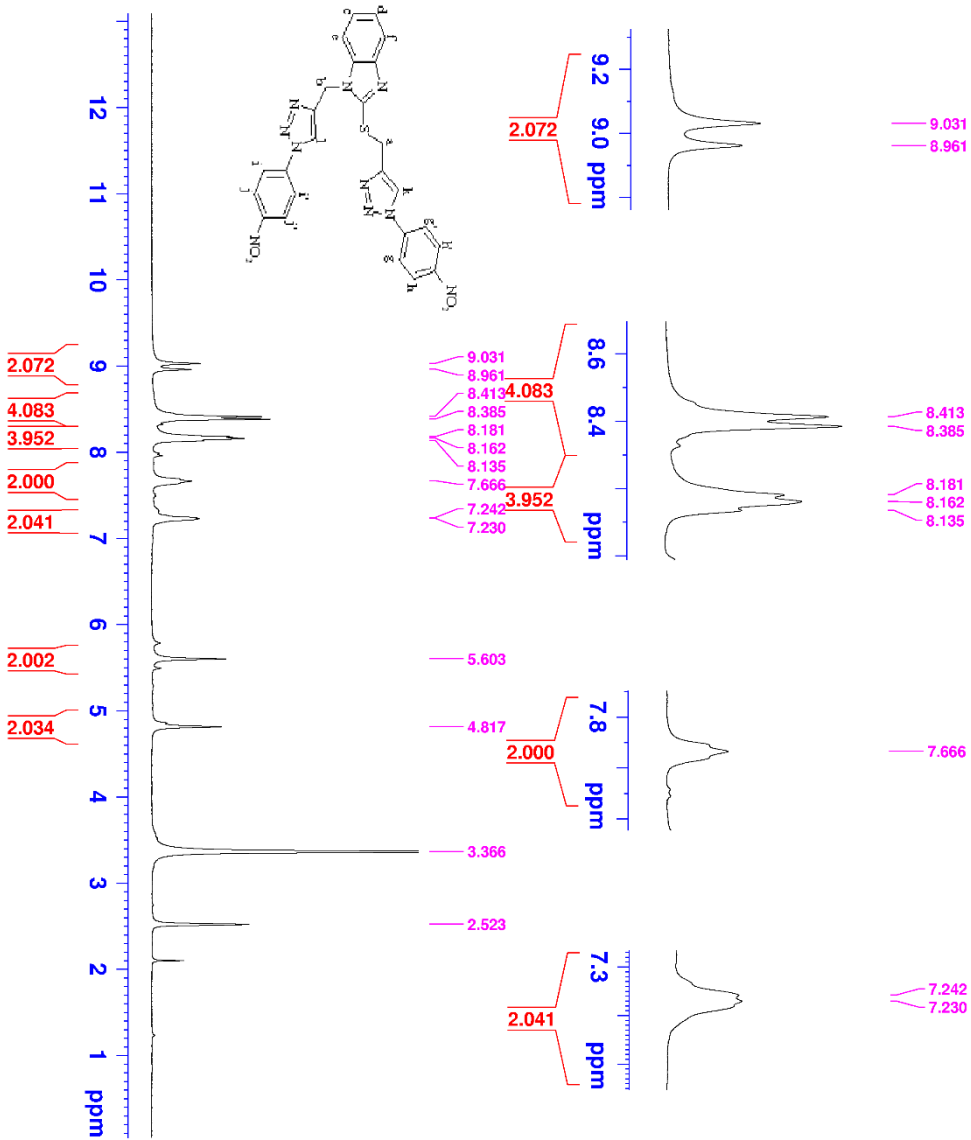 c
d
e
f
N
N
b
S
a
N
N
N
l
k
N
N
N
i
i'
j
j'
g'
h'
g
h
NO2
NO2
12
11
10
9
8
7
6
5
4
3
2
1
ppm
2.072
4.083
3.952
2.000
2.041
2.002
2.034
9.031
8.961
8.413
8.385
8.181
8.162
8.135
7.666
7.242
7.230
5.603
4.817
3.366
2.523
9.2
9.0
ppm
2.072
9.031
8.961
8.6
8.4
ppm
4.083
3.952
8.413
8.385
8.181
8.162
8.135
7.8
ppm
2.000
7.666
7.3
ppm
2.041
7.242
7.230